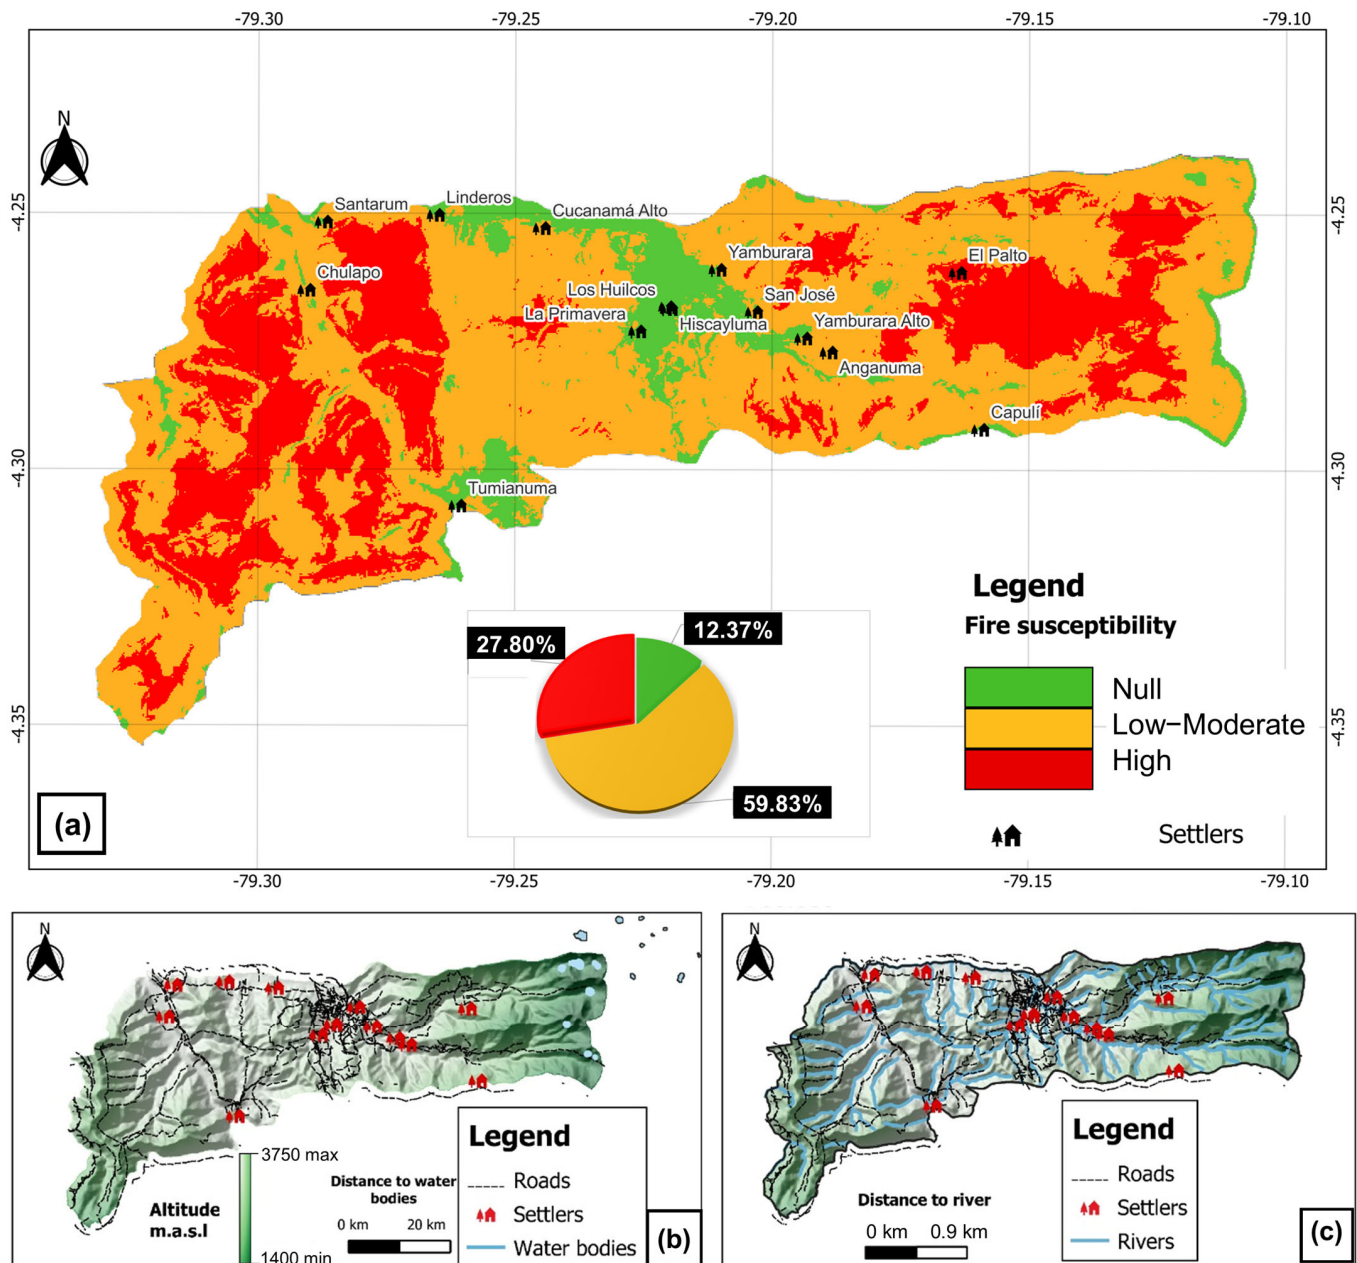 -79.30 -79.25 -79.20 -79.15 -79.10
N
-4.25
-4.25
Santarum
Linderos
Cucanamá Alto
Yamburara
El Palto
Chulapo
Los Huilcos
San José
La Primavera
Hiscayluma
Yamburara Alto
Anganuma
Capulí
-4.30
-4.30
Tumianuma
Legend
Fire susceptibility
27.80%
12.37%
59.83%
Null
Low−Moderate
High
Settlers
-4.35
-4.35
(a)
-79.30 -79.25 -79.20 -79.15 -79.10
N
3750 max
Altitude
m.a.s.l
1400 min
Distance to water
bodies
0 km 20 km
Legend
Roads
Settlers
Water bodies
(b)
N
Distance to river
0 km 0.9 km
Legend
Roads
Settlers
Rivers
(c)